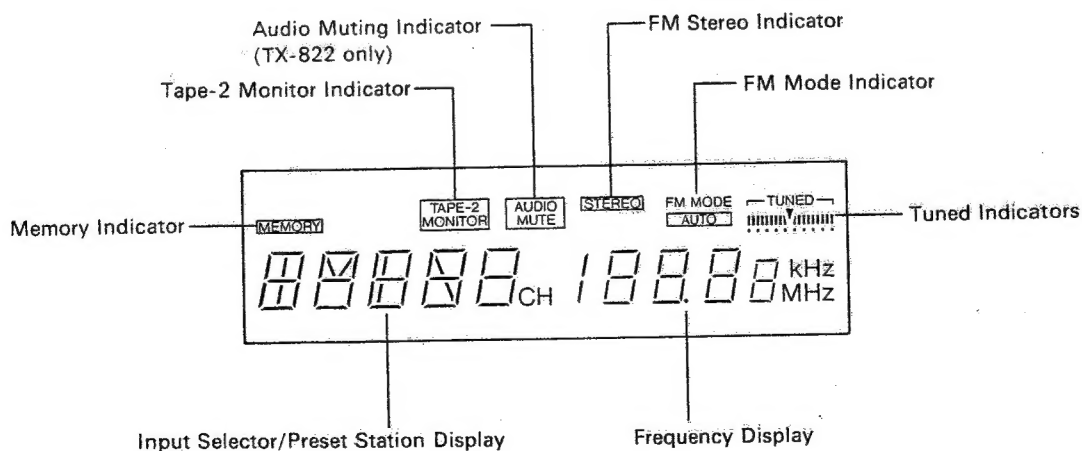 Audio Muting Indicator
(TX-822 only)
FM Stereo Indicator
Tape-2 Monitor Indicator
FM Mode Indicator
Memory Indicator
MEMORY
TAPE-2
MONITOR
AUDIO
MUTE
STEREO
FM MODE
AUTO
TUNED
Tuned Indicators
CH
kHz
MHz
Input Selector/Preset Station Display
Frequency Display